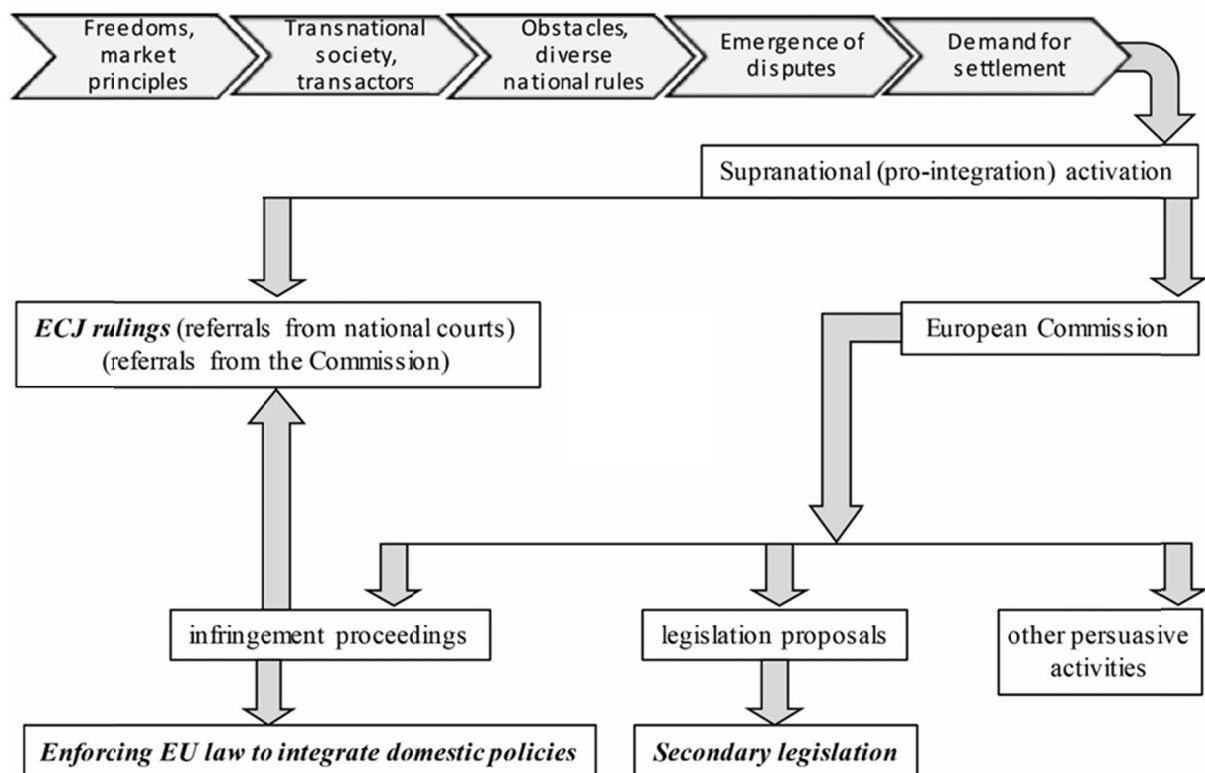 Freedoms,
market
principles
Transnational
society,
transactors
Obstacles,
diverse
national rules
Emergence of
disputes
Demand for
settlement
Supranational (pro-integration) activation
ECJ rulings (referrals from national courts)
(referrals from the Commission)
European Commission
infringement proceedings
legislation proposals
other persuasive
activities
Enforcing EU law to integrate domestic policies
Secondary legislation